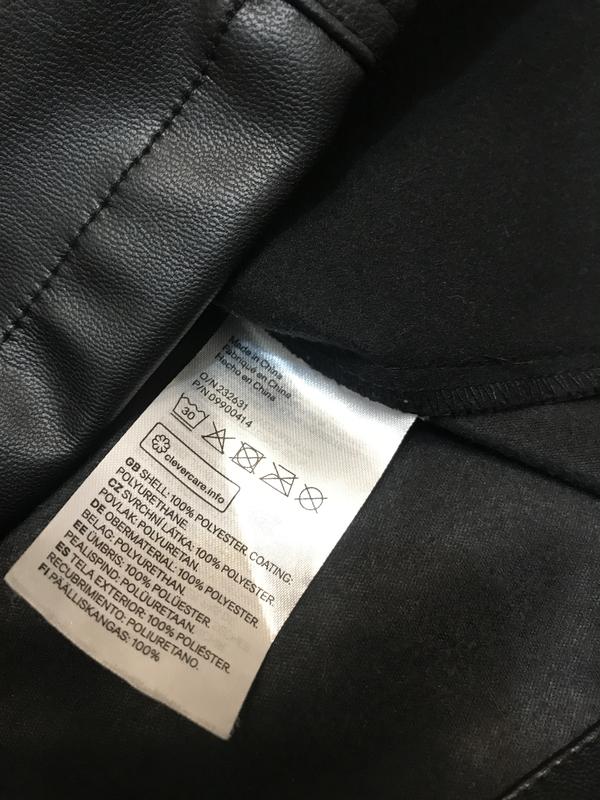 Made in China
Fabriqué en China
Hecho en China
O/N 232631
P/N 09900414
30
clevercare.info
GB SHELL: 100% POLYESTER. COATING:
POLYURETHANE.
CZ SVRCHNÍ LÁTKA: 100% POLYESTER.
POVLAK: POLYURETAN.
DE OBERMATERIAL: 100% POLYESTER.
BELAG: POLYURETHAN.
EE ÜMBRIS: 100% POLÜESTER
PEALISPINO: POLÜURETAAN.
ES TELA EXTERIOR: 100% POLIÉSTER.
RECUBRIMIENTO: POLIURETANO.
FI PÄÄLLISKANGAS: 100%